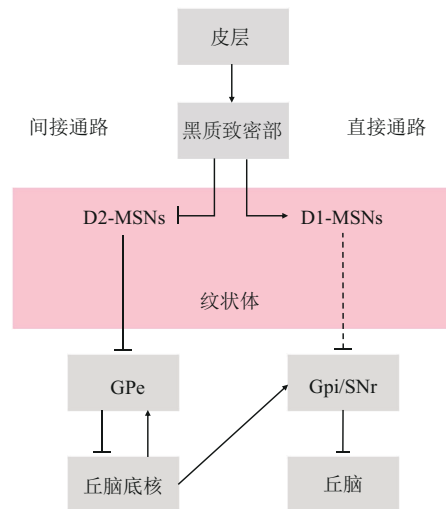 皮层
间接通路
黑质致密部
直接通路
D2-MSNs
D1-MSNs
纹状体
GPe
Gpi/SNr
丘脑底核
丘脑